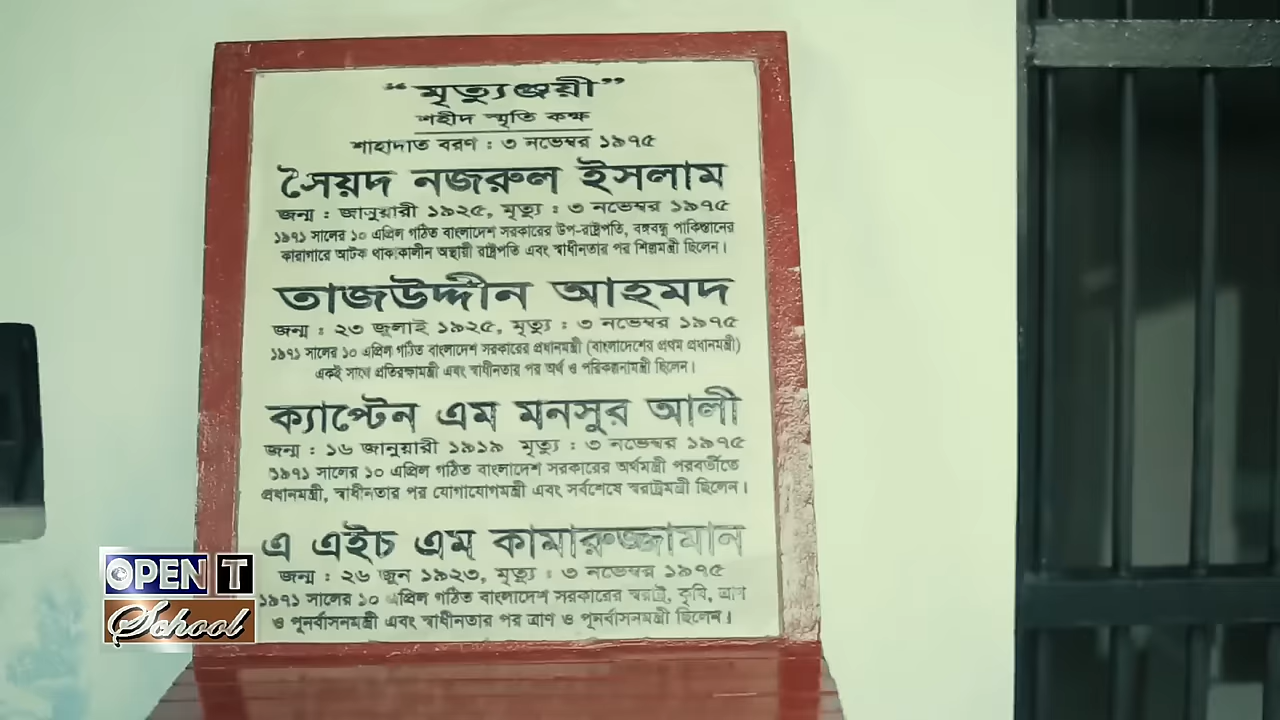 “মৃত্যুঞ্জয়ী”
শহীদ স্মৃতি কক্ষ
শাহাদাত বরণ : ৩ নভেম্বর ১৯৭৫
সৈয়দ নজরুল ইসলাম
জন্ম : জানুয়ারী ১৯২৫, মৃত্যু : ৩ নভেম্বর ১৯৭৫
১৯৭১ সালের ১০ এপ্রিল গঠিত বাংলাদেশ সরকারের উপ-রাষ্ট্রপতি, বঙ্গবন্ধু পাকিস্তানের
কারাগারে আটক থাকাকালীন অস্থায়ী রাষ্ট্রপতি এবং স্বাধীনতার পর শিল্পমন্ত্রী ছিলেন।
তাজউদ্দীন আহমদ
জন্ম : ২৩ জুলাই ১৯২৫, মৃত্যু : ৩ নভেম্বর ১৯৭৫
১৯৭১ সালের ১০ এপ্রিল গঠিত বাংলাদেশ সরকারের প্রধানমন্ত্রী (বাংলাদেশের প্রথম প্রধানমন্ত্রী)
একই সাথে প্রতিরক্ষামন্ত্রী এবং স্বাধীনতার পর অর্থ ও পরিকল্পনামন্ত্রী ছিলেন।
ক্যাপ্টেন এম মনসুর আলী
জন্ম : ১৬ জানুয়ারী ১৯১৯ মৃত্যু : ৩ নভেম্বর ১৯৭৫
১৯৭১ সালের ১০ এপ্রিল গঠিত বাংলাদেশ সরকারের অর্থমন্ত্রী পরবর্তীতে
প্রধানমন্ত্রী, স্বাধীনতার পর যোগাযোগমন্ত্রী এবং সর্বশেষে স্বরাষ্ট্রমন্ত্রী ছিলেন।
এ এইচ এম কামারুজ্জামান
জন্ম : ২৬ জুন ১৯২৩, মৃত্যু : ৩ নভেম্বর ১৯৭৫
১৯৭১ সালের ১০ এপ্রিল গঠিত বাংলাদেশ সরকারের স্বরাষ্ট্র, কৃষি, ত্রাণ
ও পূনর্বাসনমন্ত্রী এবং স্বাধীনতার পর ত্রাণ ও পূনর্বাসনমন্ত্রী ছিলেন।
OPEN T
School